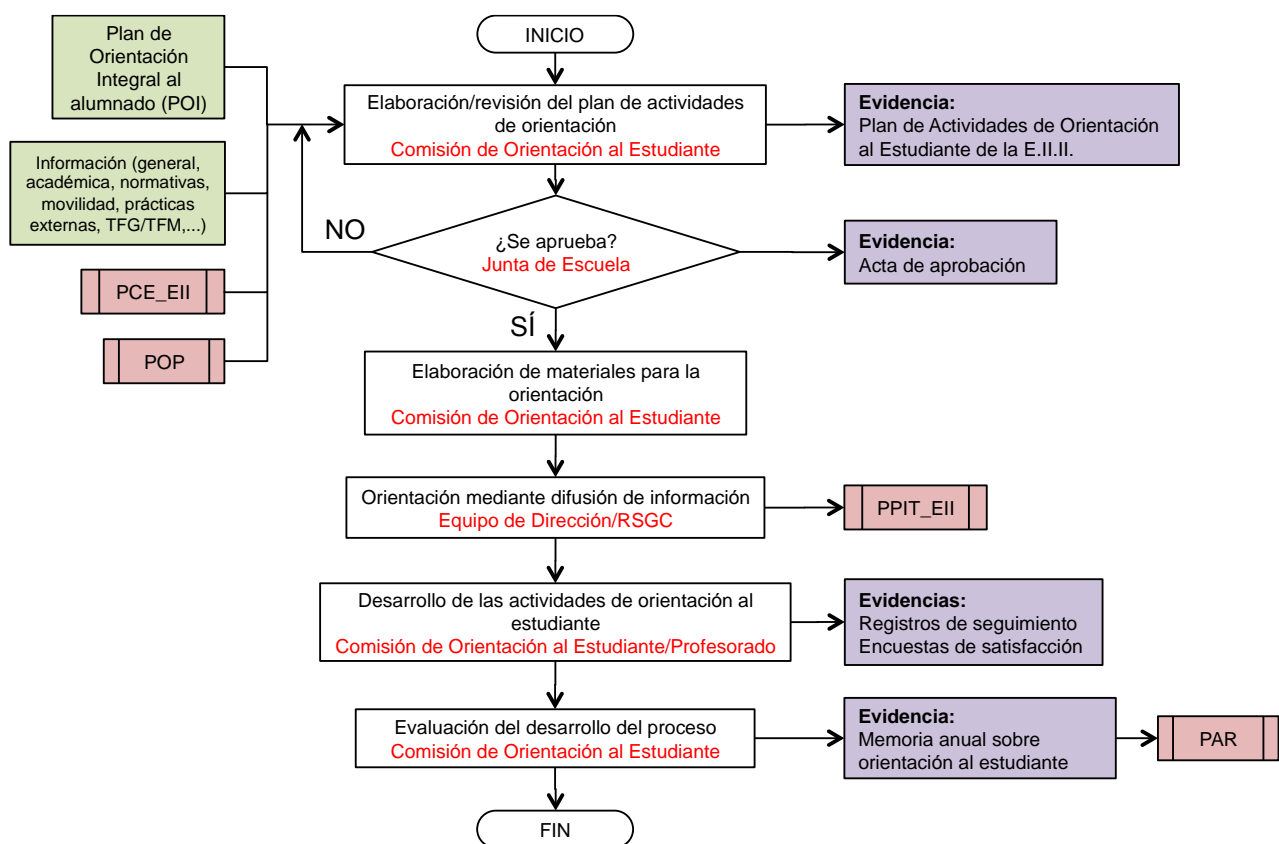 INICIO
Plan de
Orientación
Integral al
alumnado (POI)
Elaboración/revisión del plan de actividades
de orientación
Comisión de Orientación al Estudiante
Evidencia:
Plan de Actividades de Orientación
al Estudiante de la E.II.II.
Información (general,
académica, normativas,
movilidad, prácticas
externas, TFG/TFM,...)
NO
¿Se aprueba?
Junta de Escuela
Evidencia:
Acta de aprobación
PCE_EII
SÍ
POP
Elaboración de materiales para la
orientación
Comisión de Orientación al Estudiante
Orientación mediante difusión de información
Equipo de Dirección/RSGC
PPIT_EII
Desarrollo de las actividades de orientación al
estudiante
Comisión de Orientación al Estudiante/Profesorado
Evidencias:
Registros de seguimiento
Encuestas de satisfacción
Evaluación del desarrollo del proceso
Comisión de Orientación al Estudiante
Evidencia:
Memoria anual sobre
orientación al estudiante
PAR
FIN